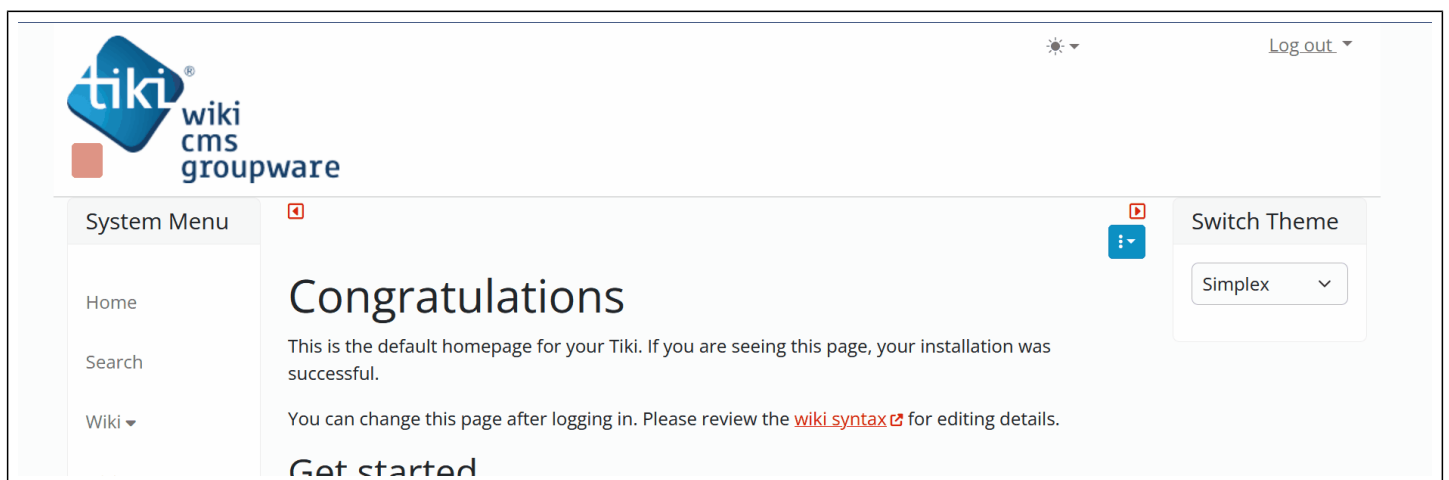 tiki®
wiki
cms
groupware
Log out
System Menu
Home
Search
Wiki
Congratulations
This is the default homepage for your Tiki. If you are seeing this page, your installation was
successful.
You can change this page after logging in. Please review the wiki syntax for editing details.
Get started
Switch Theme
Simplex